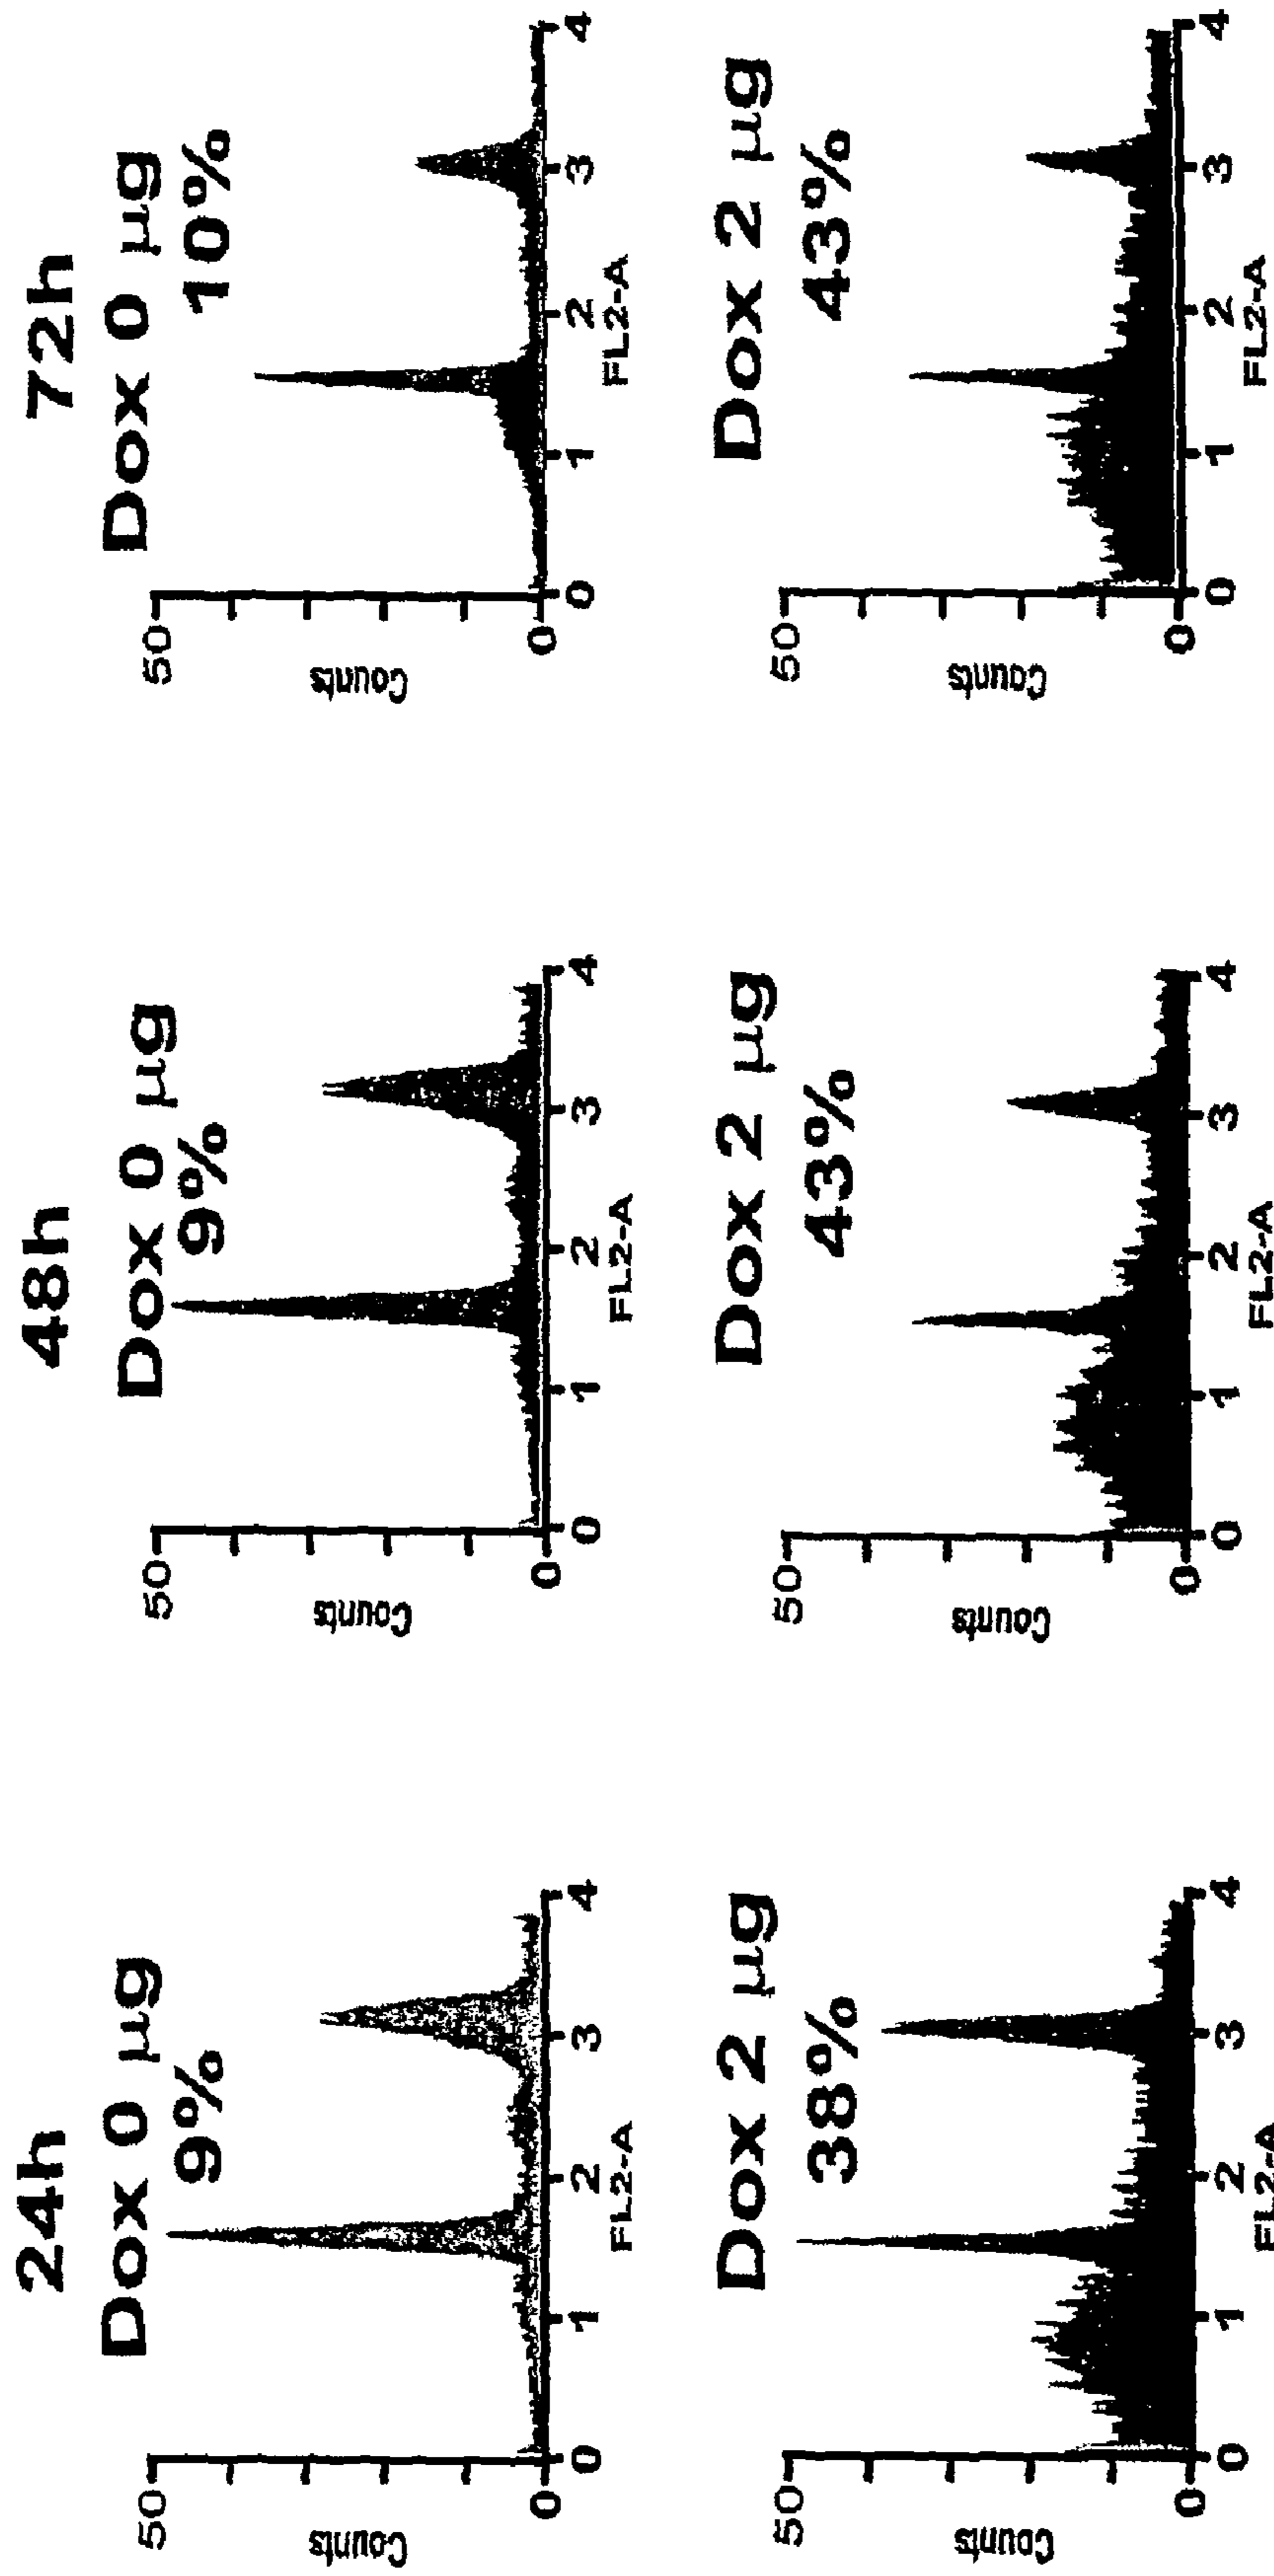 24h
Dox 0 µg
9%
50
Counts
0
0 1 2 3 4
FL2-A
48h
Dox 0 µg
9%
50
Counts
0
0 1 2 3 4
FL2-A
72h
Dox 0 µg
10%
50
Counts
0
0 1 2 3 4
FL2-A
Dox 2 µg
38%
50
Counts
0
0 1 2 3 4
FL2-A
Dox 2 µg
43%
50
Counts
0
0 1 2 3 4
FL2-A
Dox 2 µg
43%
50
Counts
0
0 1 2 3 4
FL2-A